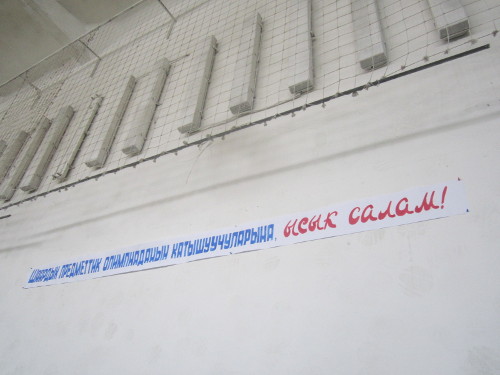 ШААРДЫК ПРЕДМЕТТИК ОЛИМПИАДАНЫН КАТЫШУУЧУЛАРЫНА, ЫСЫК САЛАМ!